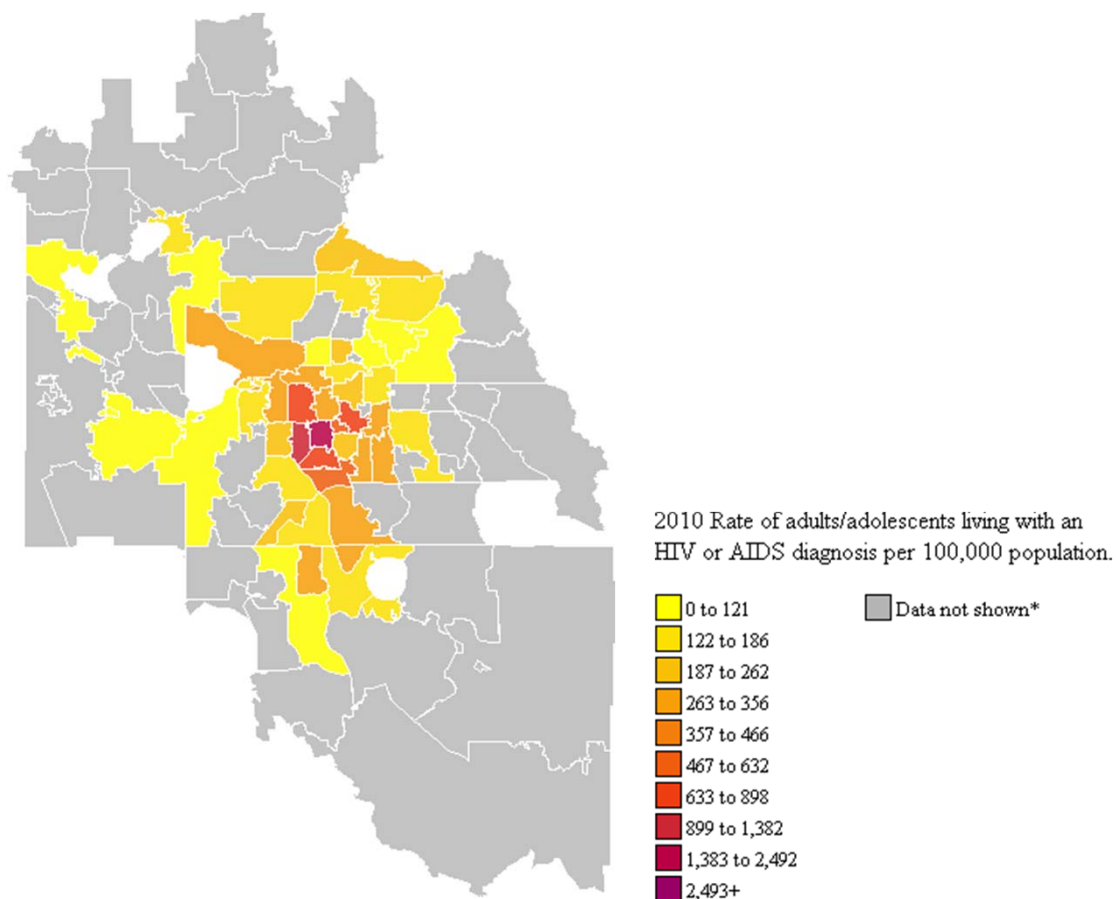 2010 Rate of adults/adolescents living with an
HIV or AIDS diagnosis per 100,000 population.
0 to 121
Data not shown*
122 to 186
187 to 262
263 to 356
357 to 466
467 to 632
633 to 898
899 to 1,382
1,383 to 2,492
2,493+